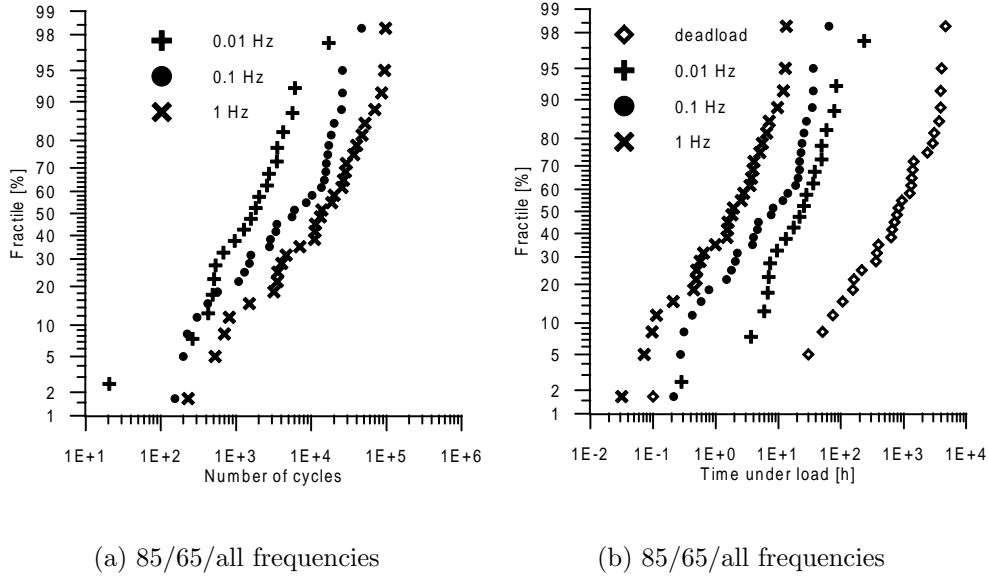 99
98
95
90
80
70
60
50
40
30
20
10
5
2
1
Fractile [%]
0.01 Hz
0.1 Hz
1 Hz
1E+1 1E+2 1E+3 1E+4 1E+5 1E+6
Number of cycles
(a) 85/65/all frequencies
99
98
95
90
80
70
60
50
40
30
20
10
5
2
1
Fractile [%]
deadload
0.01 Hz
0.1 Hz
1 Hz
1E-2 1E-1 1E+0 1E+1 1E+2 1E+3 1E+4
Time under load [h]
(b) 85/65/all frequencies